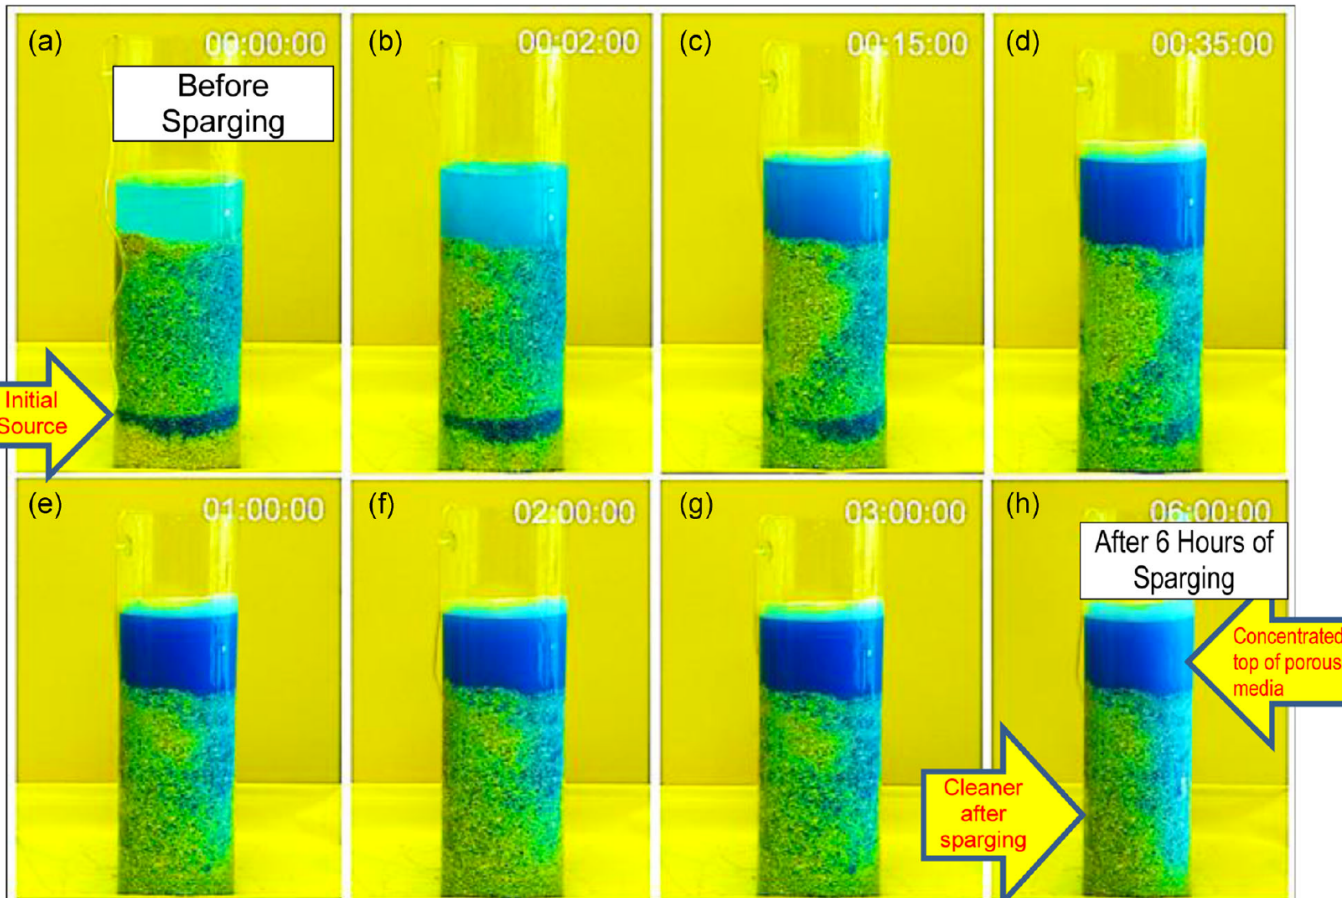 (a)
00:00:00
Before
Sparging
(b)
00:02:00
(c)
00:15:00
(d)
00:35:00
Initial
Source
(e)
01:00:00
(f)
02:00:00
(g)
03:00:00
(h)
06:00:00
After 6 Hours of
Sparging
Concentrated
top of porous
media
Cleaner
after
sparging